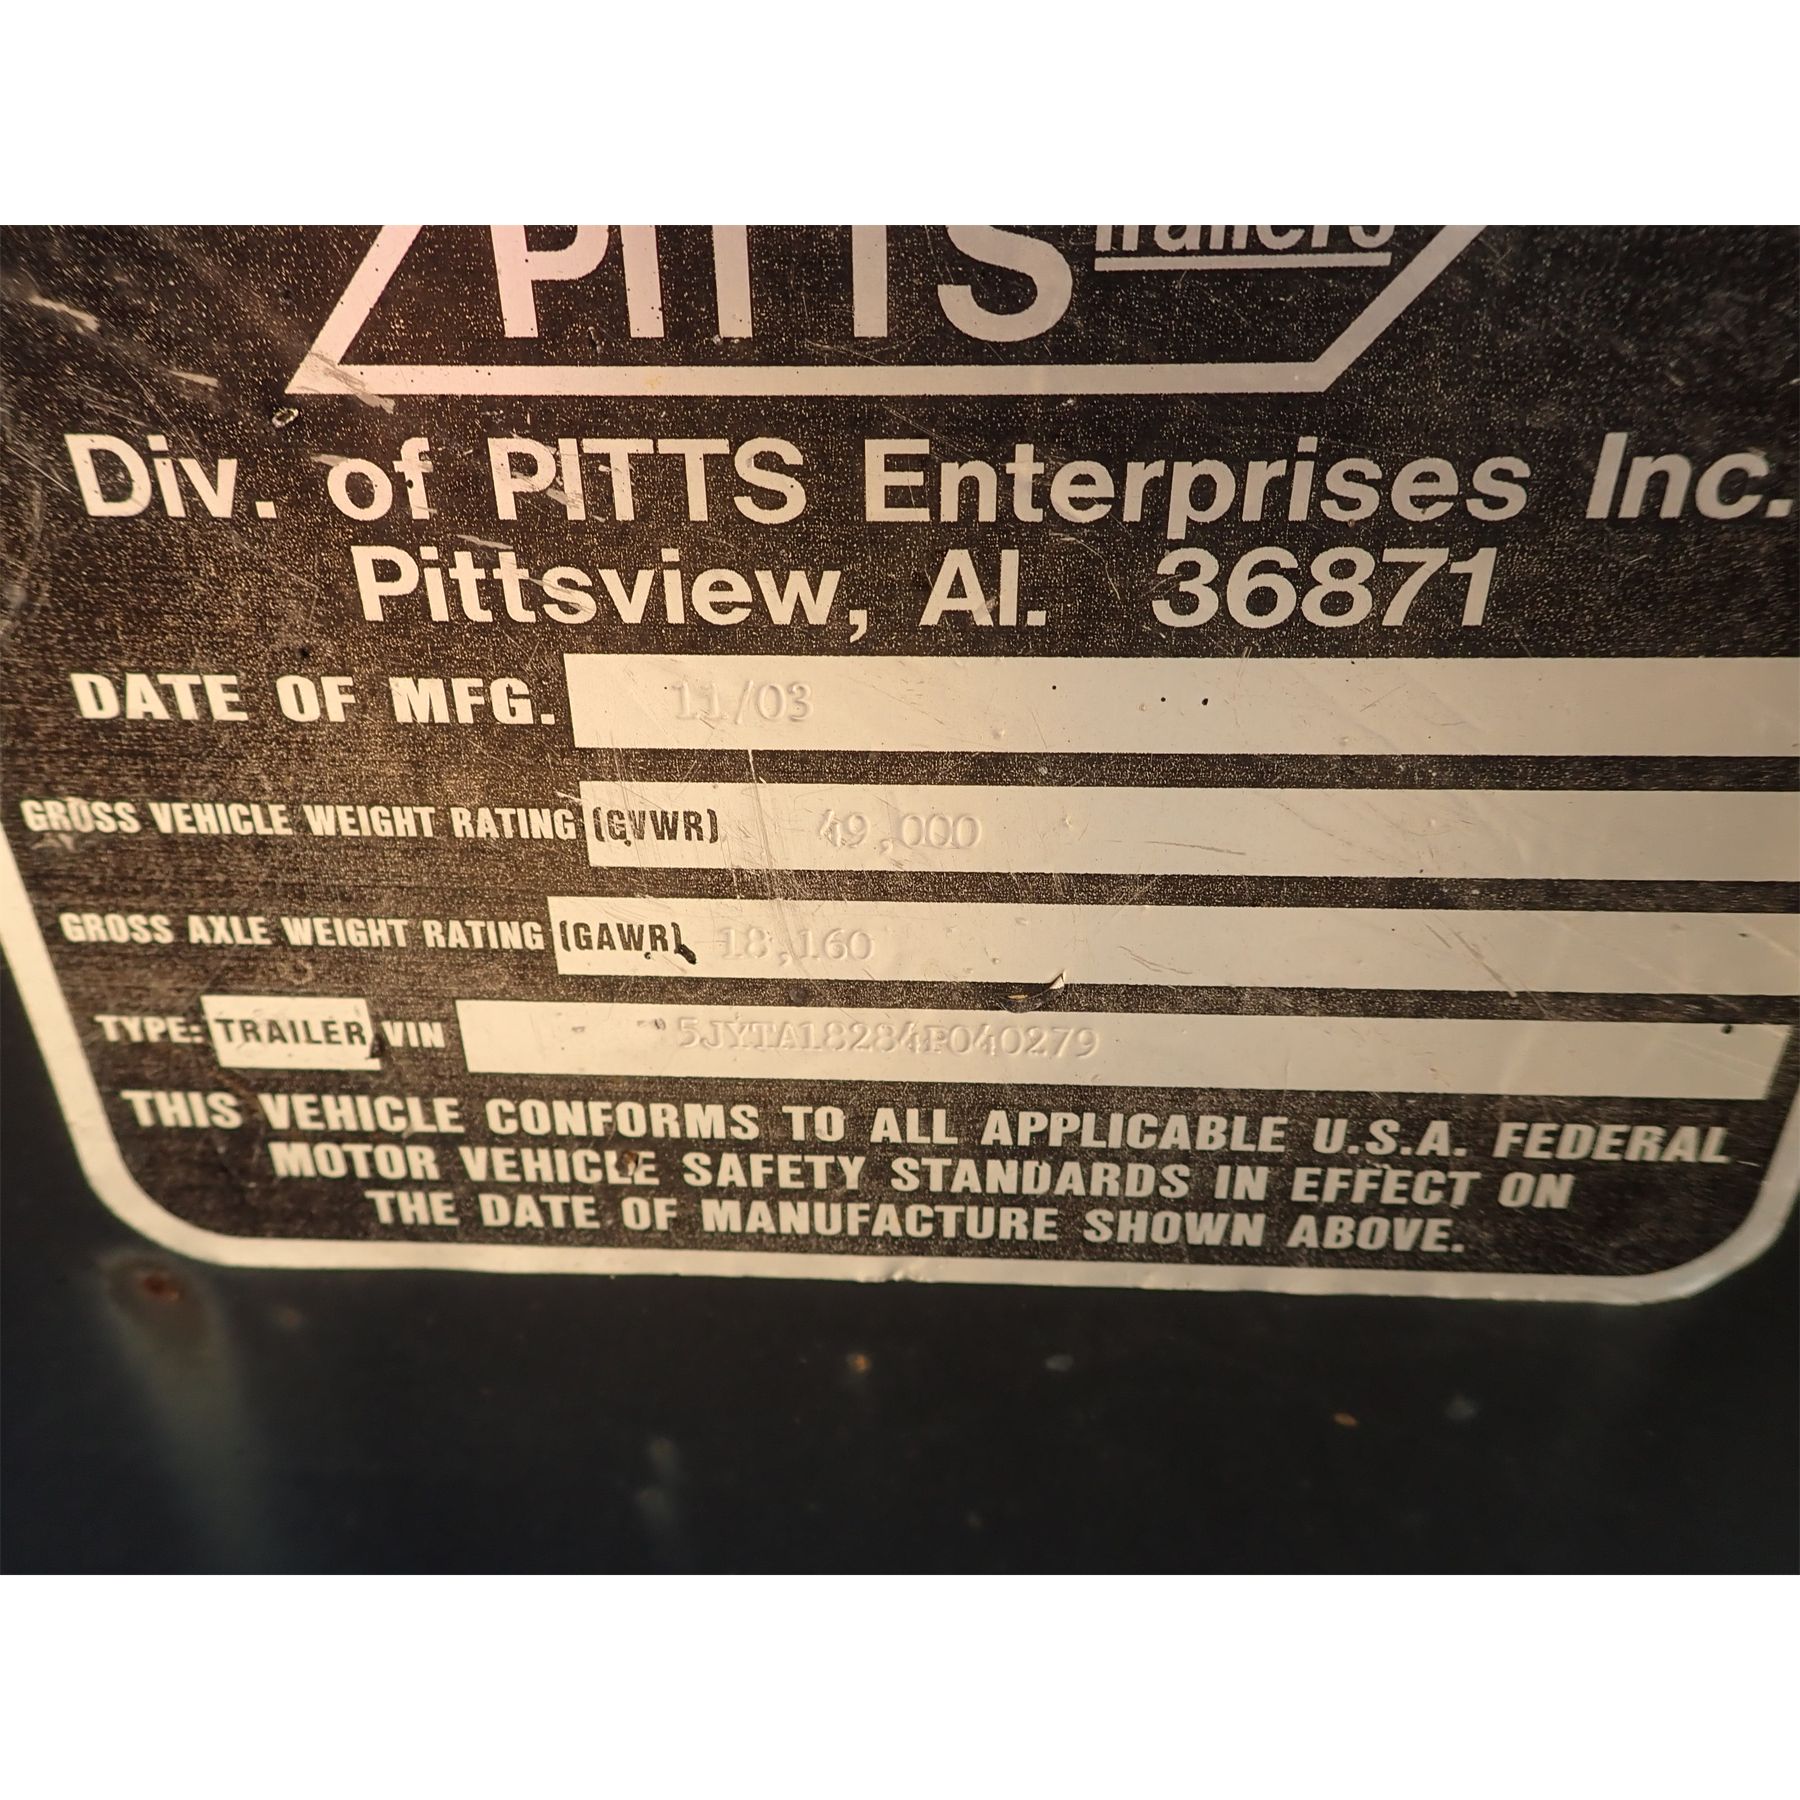 PITTS Trailers
Div. of PITTS Enterprises Inc.
Pittsview, Al. 36871
DATE OF MFG. 11/03
GROSS VEHICLE WEIGHT RATING (GVWR) 49,000
GROSS AXLE WEIGHT RATING (GAWR) 18,160
TYPE: TRAILER VIN 5JYTA18284P040279
THIS VEHICLE CONFORMS TO ALL APPLICABLE U.S.A. FEDERAL
MOTOR VEHICLE SAFETY STANDARDS IN EFFECT ON
THE DATE OF MANUFACTURE SHOWN ABOVE.